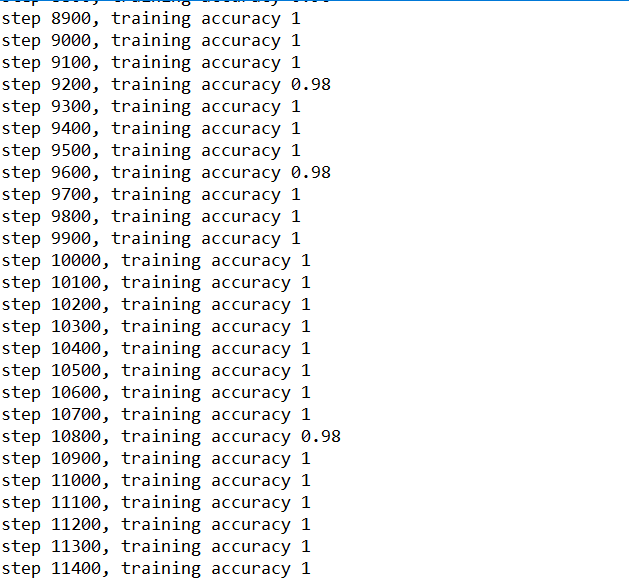 step 8900, training accuracy 1
step 9000, training accuracy 1
step 9100, training accuracy 1
step 9200, training accuracy 0.98
step 9300, training accuracy 1
step 9400, training accuracy 1
step 9500, training accuracy 1
step 9600, training accuracy 0.98
step 9700, training accuracy 1
step 9800, training accuracy 1
step 9900, training accuracy 1
step 10000, training accuracy 1
step 10100, training accuracy 1
step 10200, training accuracy 1
step 10300, training accuracy 1
step 10400, training accuracy 1
step 10500, training accuracy 1
step 10600, training accuracy 1
step 10700, training accuracy 1
step 10800, training accuracy 0.98
step 10900, training accuracy 1
step 11000, training accuracy 1
step 11100, training accuracy 1
step 11200, training accuracy 1
step 11300, training accuracy 1
step 11400, training accuracy 1